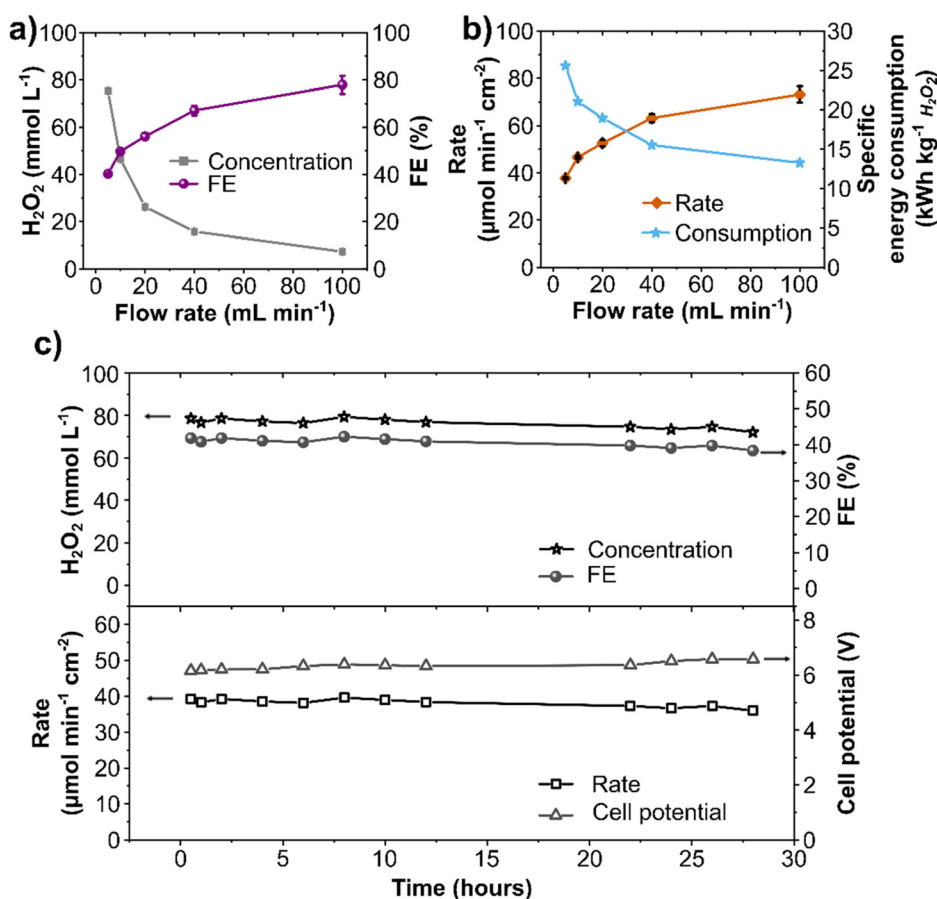 a)
100
80
60
40
20
0
H₂O₂ (mmol L⁻¹)
Concentration
FE
100
80
60
40
20
0
FE (%)
0 20 40 60 80 100
Flow rate (mL min⁻¹)
b)
100
80
60
40
20
0
Rate
(µmol min⁻¹ cm⁻²)
Rate
Consumption
30
25
20
15
10
5
0
Specific
energy consumption
(kWh kg⁻¹ H₂O₂)
0 20 40 60 80 100
Flow rate (mL min⁻¹)
c)
100
80
60
40
20
0
H₂O₂ (mmol L⁻¹)
Concentration
FE
60
50
40
30
20
10
0
FE (%)
60
50
40
30
20
10
0
Rate
(µmol min⁻¹ cm⁻²)
Rate
Cell potential
8
6
4
2
0
Cell potential (V)
0 5 10 15 20 25 30
Time (hours)